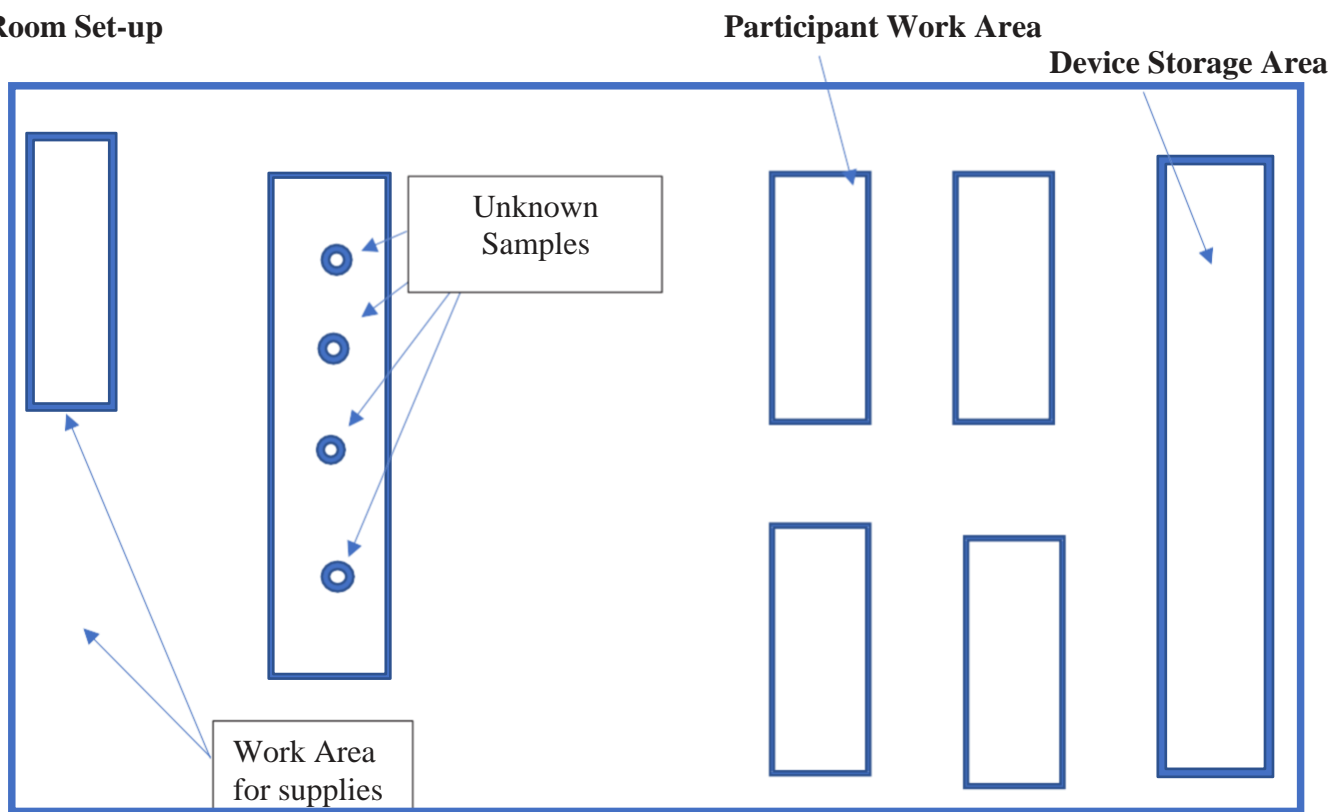 Room Set-up
Participant Work Area
Device Storage Area
Unknown
Samples
Work Area
for supplies